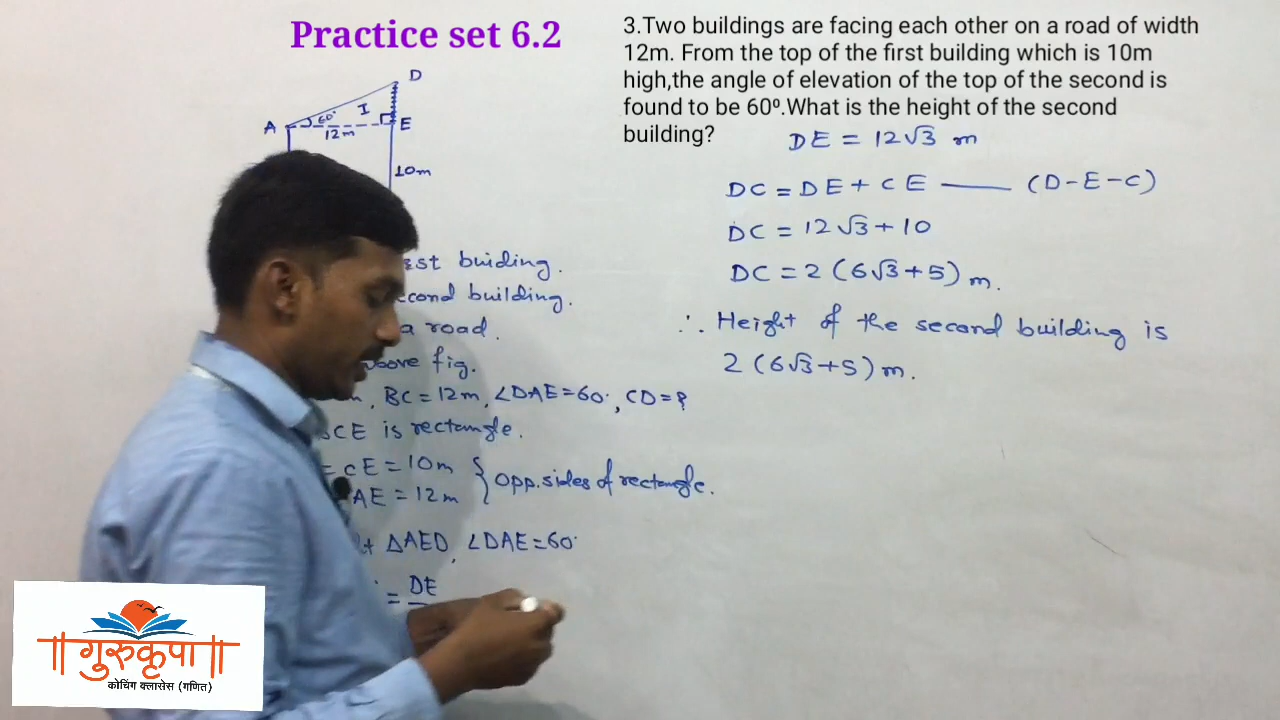 Practice set 6.2
3.Two buildings are facing each other on a road of width
12m. From the top of the first building which is 10m
high,the angle of elevation of the top of the second is
found to be 60⁰.What is the height of the second
building?
D
A 60° I E
12m
10m
buiding.
building.
a road.
fig.
, BC = 12m, ∠DAE=60°, CD=?
CE is rectangle.
= CE = 10m } opp. sides of rectangle.
AE = 12m
△AED, ∠DAE=60°
= DE
DE = 12√3 m
DC = DE + CE —— (D-E-C)
DC = 12√3 + 10
DC = 2 (6√3+5) m.
∴ Height of the second building is
2 (6√3+5) m.
॥ गुरुकृपा ॥
कोचिंग क्लासेस (गणित)